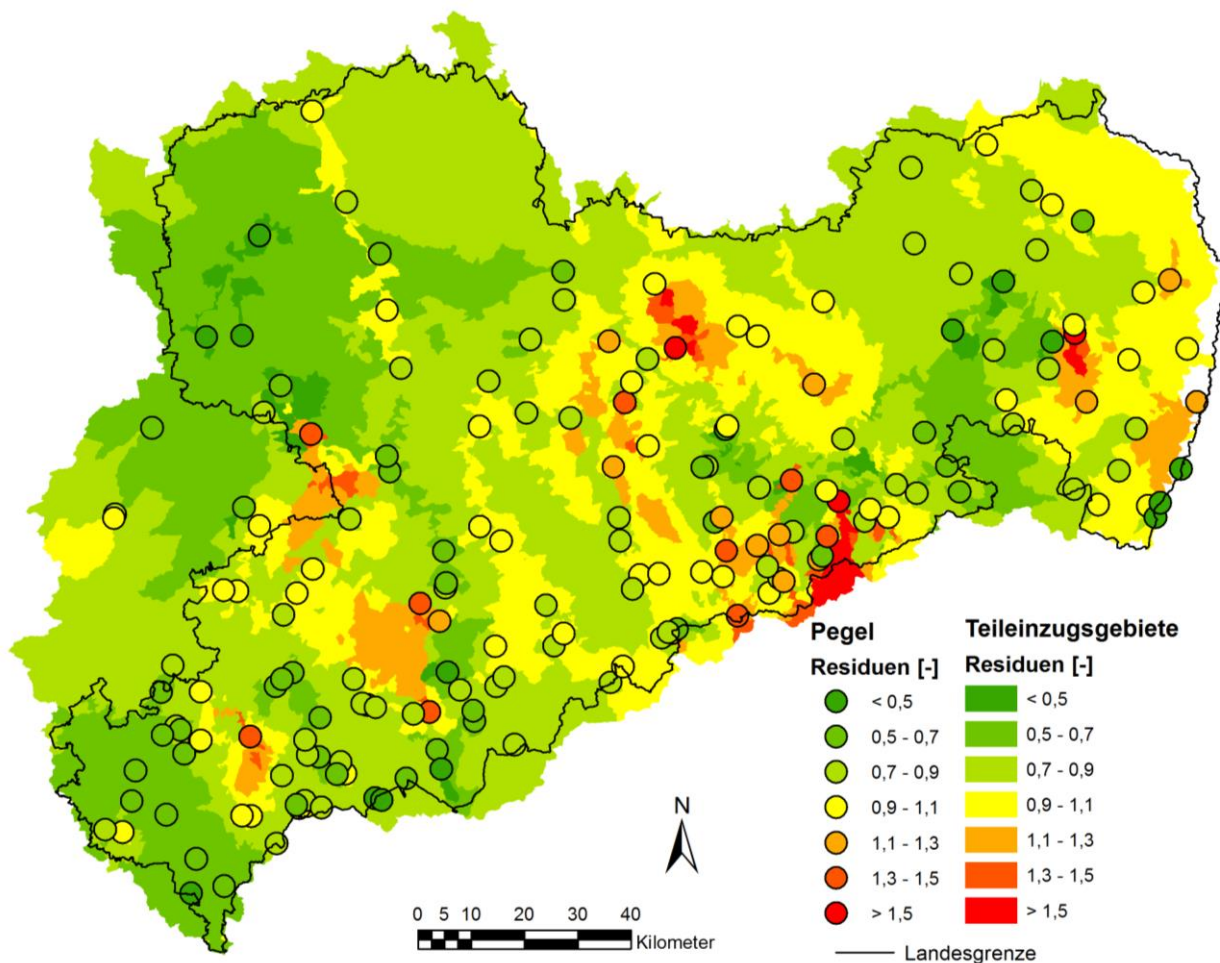 N
0 5 10 20 30 40
Kilometer
Pegel
Residuen [-]
< 0,5
0,5 - 0,7
0,7 - 0,9
0,9 - 1,1
1,1 - 1,3
1,3 - 1,5
> 1,5
Teileinzugsgebiete
Residuen [-]
< 0,5
0,5 - 0,7
0,7 - 0,9
0,9 - 1,1
1,1 - 1,3
1,3 - 1,5
> 1,5
Landesgrenze